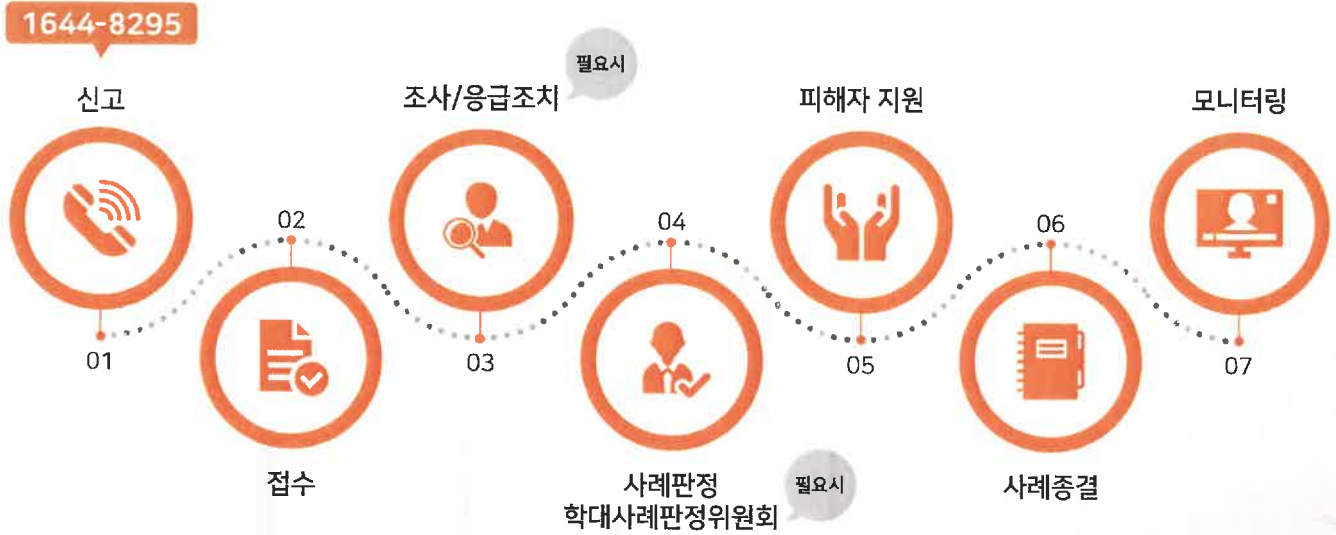 1644-8295
신고
01
02
접수
필요시
조사/응급조치
03
04
사례판정
학대사례판정위원회
필요시
피해자 지원
05
06
사례종결
모니터링
07